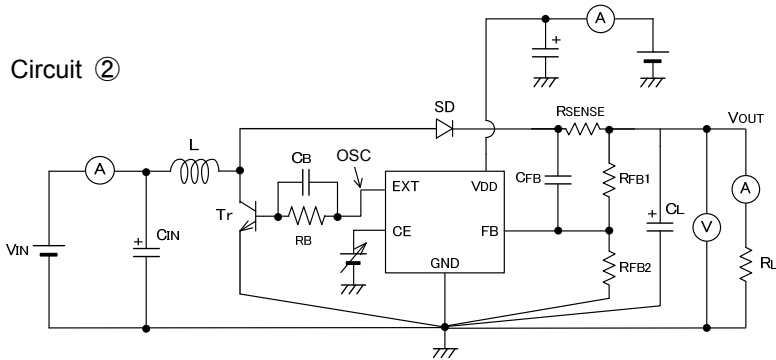 Circuit ②
A
SD
RSENSE
VOUT
L
CB
OSC
A
EXT
VDD
CFB
RFB1
CL
A
Tr
RB
CIN
CE
FB
V
VIN
GND
RFB2
RL
+
+
+